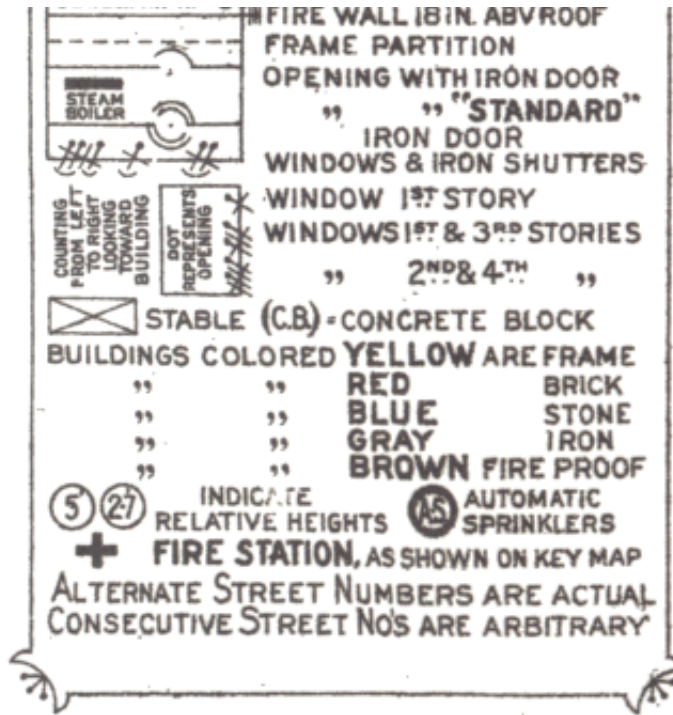 FIRE WALL 18 IN. ABV ROOF
FRAME PARTITION
OPENING WITH IRON DOOR
STEAM
BOILER
„ „ "STANDARD"
IRON DOOR
WINDOWS & IRON SHUTTERS
COUNTING
FROM LEFT
TO RIGHT
LOOKING
TOWARD
BUILDING
DOT
REPRESENTS
OPENING
WINDOW 1ST STORY
WINDOWS 1ST & 3RD STORIES
„ 2ND & 4TH „
STABLE (C.B.) = CONCRETE BLOCK
BUILDINGS COLORED YELLOW ARE FRAME
„ „ RED BRICK
„ „ BLUE STONE
„ „ GRAY IRON
„ „ BROWN FIRE PROOF
5' 27 INDICATE RELATIVE HEIGHTS
A.S. AUTOMATIC SPRINKLERS
FIRE STATION, AS SHOWN ON KEY MAP
ALTERNATE STREET NUMBERS ARE ACTUAL
CONSECUTIVE STREET NO'S ARE ARBITRARY